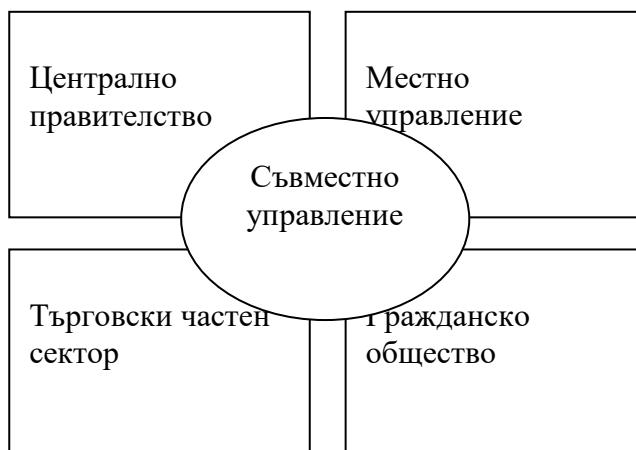 Централно
правителство
Местно
управление
Съвместно
управление
Търговски частен
сектор
Гражданско
общество